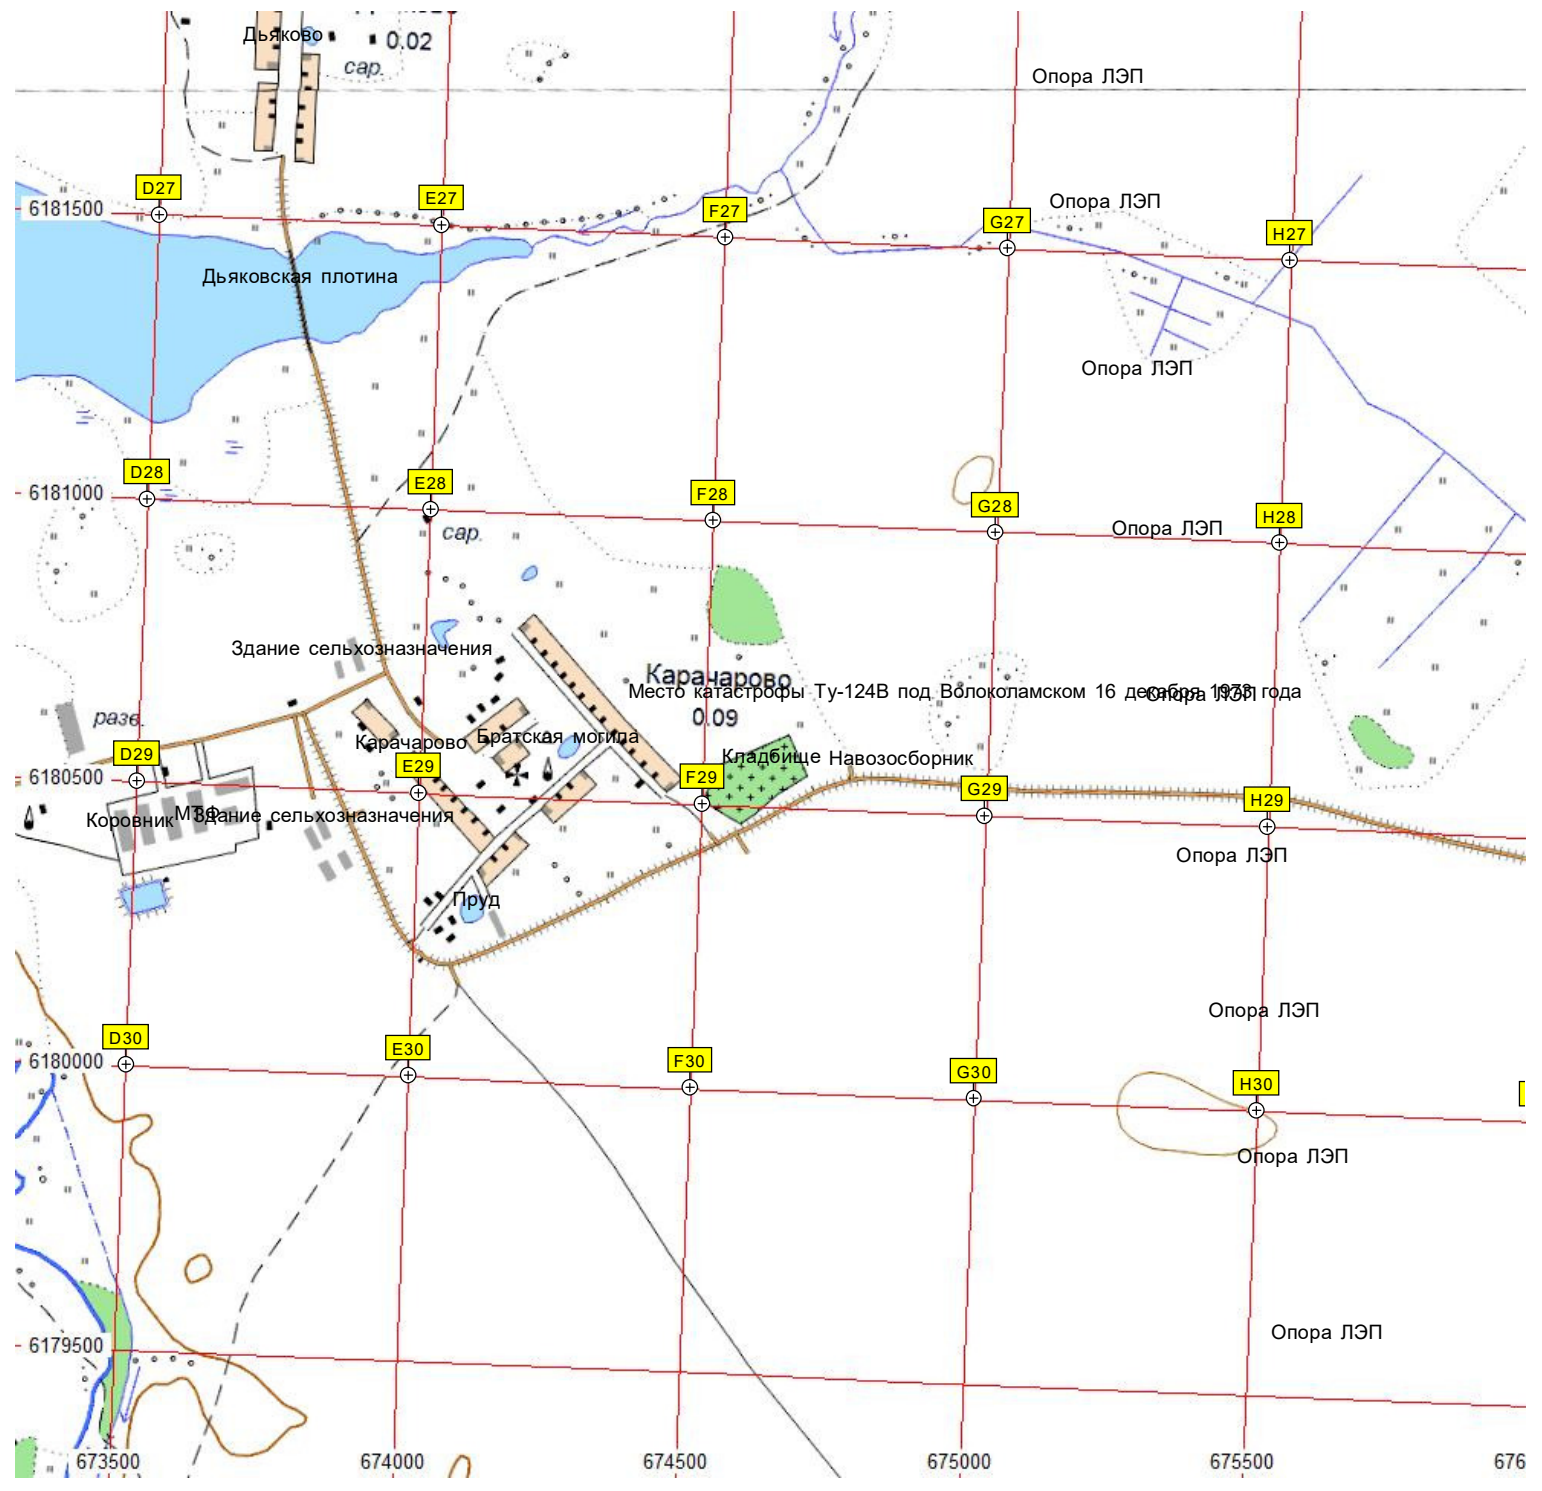 Дьяково
0.02
сар.
Опора ЛЭП
D27
E27
F27
G27
H27
6181500
Опора ЛЭП
Дьяковская плотина
Опора ЛЭП
D28
E28
F28
G28
H28
6181000
сар.
Опора ЛЭП
Здание сельхозназначения
Карачарово
Место катастрофы Ту-124В под Волоколамском 16 декабря 1973 года
Опора ЛЭП
0.09
разв.
Карачарово
Братская могила
Кладбище
Навозосборник
D29
E29
F29
G29
H29
6180500
Коровник
МТФ
Здание сельхозназначения
Опора ЛЭП
Пруд
Опора ЛЭП
D30
E30
F30
G30
H30
6180000
Опора ЛЭП
Опора ЛЭП
6179500
673500
674000
674500
675000
675500
676